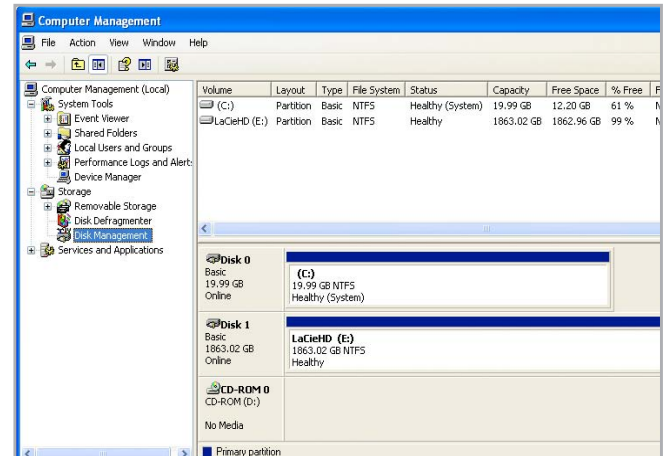 Computer Management
File Action View Window Help
Computer Management (Local)
System Tools
Event Viewer
Shared Folders
Local Users and Groups
Performance Logs and Alert
Device Manager
Storage
Removable Storage
Disk Defragmenter
Disk Management
Services and Applications
Volume Layout Type File System Status Capacity Free Space % Free F
(C:) Partition Basic NTFS Healthy (System) 19.99 GB 12.20 GB 61 % N
LaCieHD (E:) Partition Basic NTFS Healthy 1863.02 GB 1862.96 GB 99 % N
Disk 0
Basic
19.99 GB
Online
(C:)
19.99 GB NTFS
Healthy (System)
Disk 1
Basic
1863.02 GB
Online
LaCieHD (E:)
1863.02 GB NTFS
Healthy
CD-ROM 0
CD-ROM (D:)
No Media
Primary partition